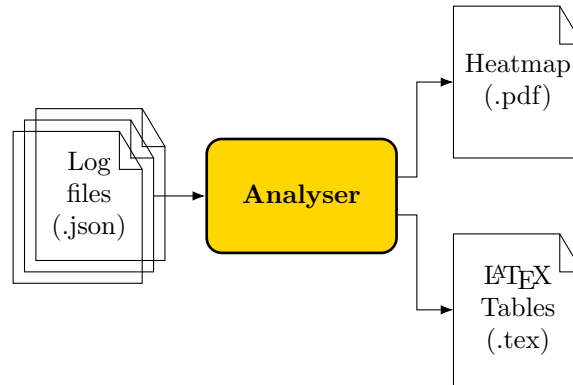 Heatmap
(.pdf)
Log
files
(.json)
Analyser
LATEX
Tables
(.tex)